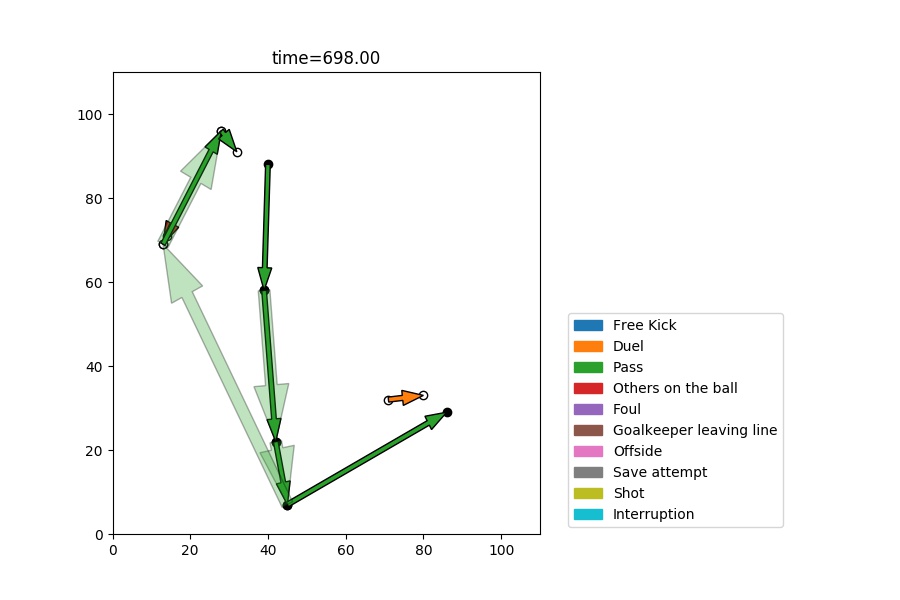 time=698.00
100
80
60
40
20
0
0 20 40 60 80 100
Free Kick
Duel
Pass
Others on the ball
Foul
Goalkeeper leaving line
Offside
Save attempt
Shot
Interruption